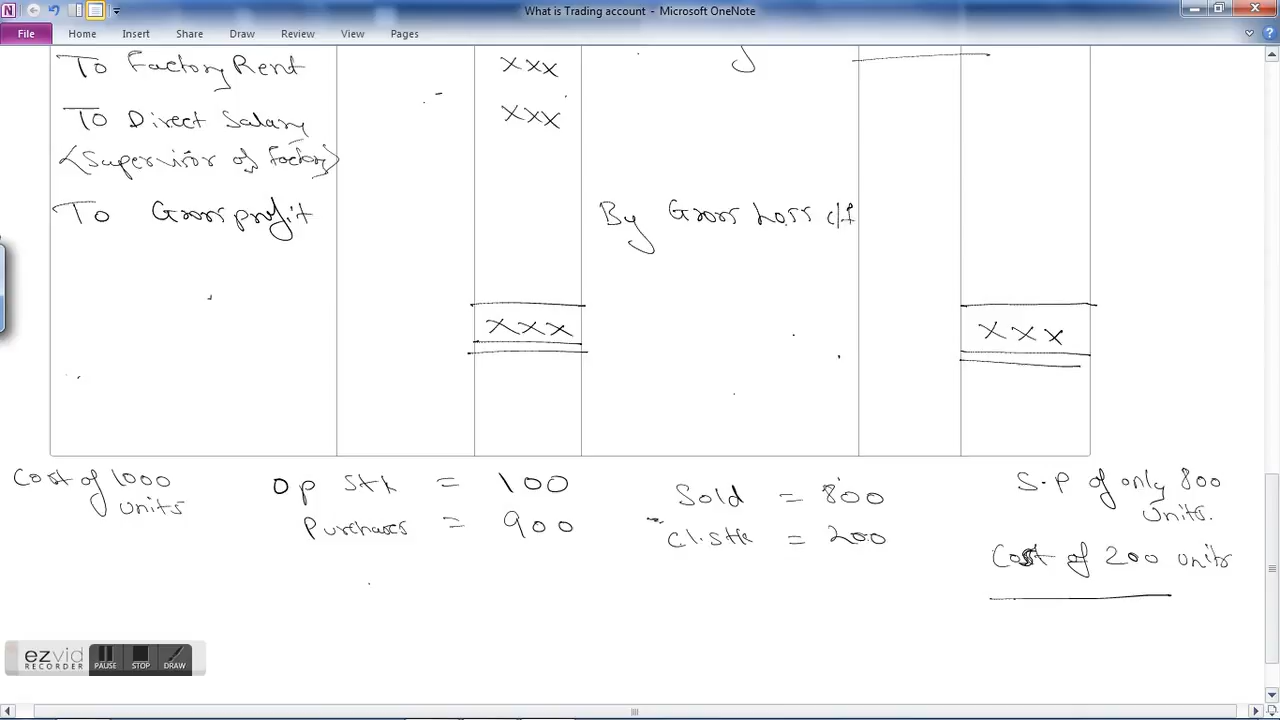 What is Trading account - Microsoft OneNote
File Home Insert Share Draw Review View Pages
To Factory Rent xxx
To Direct Salary xxx
(Supervisor of Factory)
To Gross profit By Gross Loss c/f
xxx xxx
Cost of 1000 units
Op Stk = 100
Purchases = 900
Sold = 800
Cl. Stk = 200
S.P of only 800 units.
Cost of 200 units
ezvid
RECORDER
PAUSE STOP DRAW